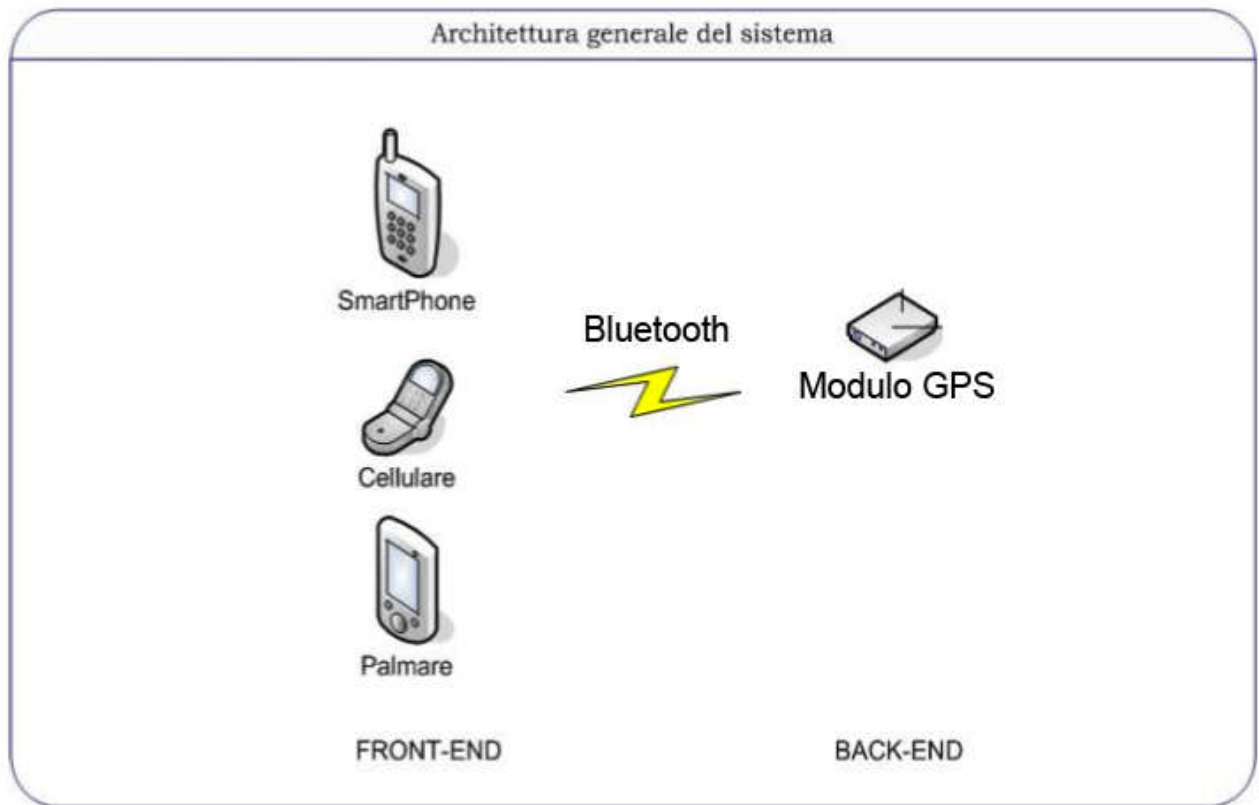 Architettura generale del sistema
SmartPhone
Bluetooth
Modulo GPS
Cellulare
Palmare
FRONT-END
BACK-END